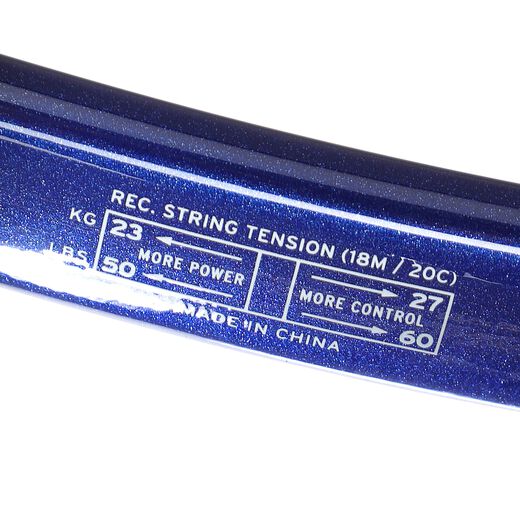 REC. STRING TENSION (18M / 20C)
KG 23 27
MORE POWER MORE CONTROL
LBS 50 60
MADE IN CHINA